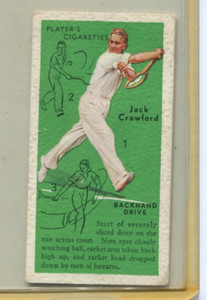 PLAYER'S CIGARETTES
2
Jack
Crawford
1
3
BACKHAND
DRIVE
Start of severely
sliced drive on the
run across court. Note eyes closely
watching ball, racket arm taken back
high up, and racket head dropped
down by turn of forearm.